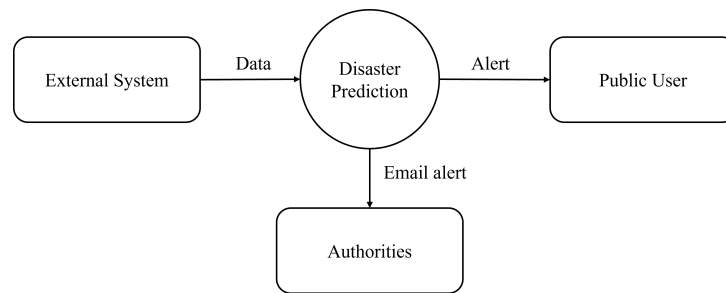 External System
Data
Disaster
Prediction
Alert
Public User
Email alert
Authorities